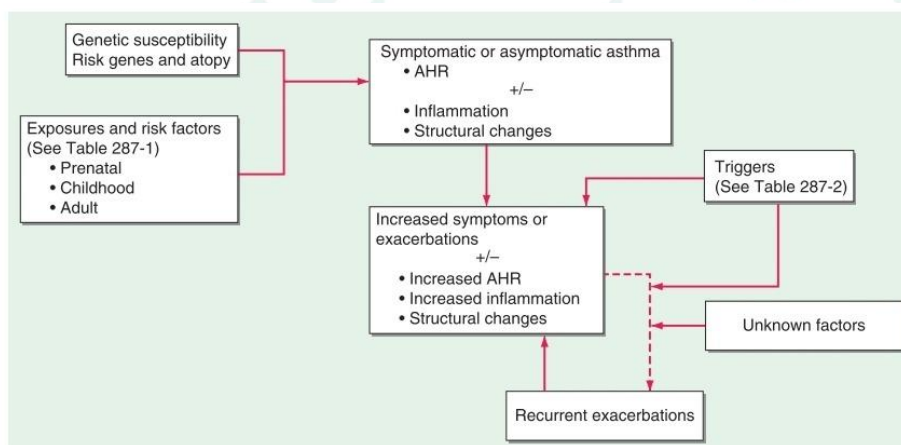 Genetic susceptibility
Risk genes and atopy
Exposures and risk factors
(See Table 287-1)
• Prenatal
• Childhood
• Adult
Symptomatic or asymptomatic asthma
• AHR
+/–
• Inflammation
• Structural changes
Triggers
(See Table 287-2)
Increased symptoms or
exacerbations
+/–
• Increased AHR
• Increased inflammation
• Structural changes
Unknown factors
Recurrent exacerbations